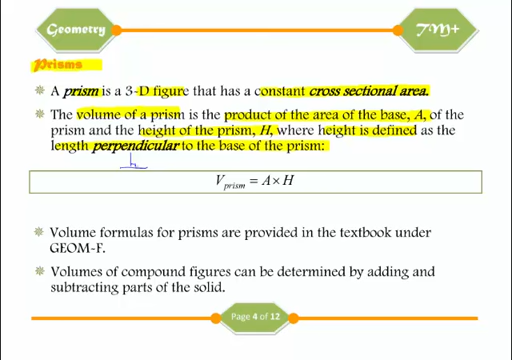 Geometry
7M+
Prisms
A prism is a 3-D figure that has a constant cross sectional area.
The volume of a prism is the product of the area of the base, A, of the
prism and the height of the prism, H, where height is defined as the
length perpendicular to the base of the prism:
h
V prism = A × H
Volume formulas for prisms are provided in the textbook under
GEOM-F.
Volumes of compound figures can be determined by adding and
subtracting parts of the solid.
Page 4 of 12